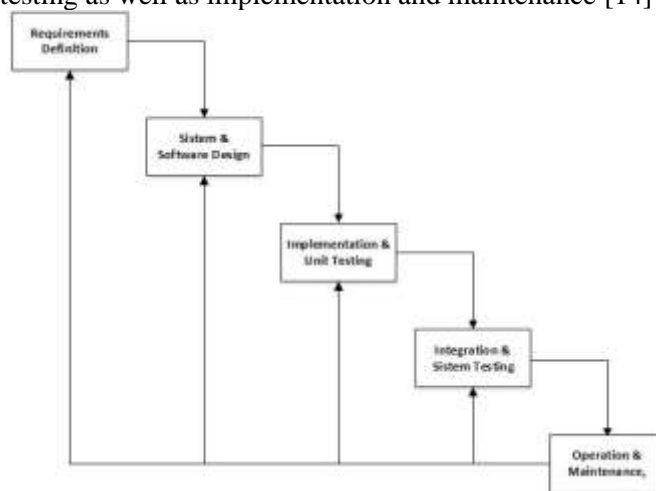 testing as well as implementation and maintenance [14]
Requirements
Definition
Sistem &
Software Design
Implementation &
Unit Testing
Integration &
Sistem Testing
Operation &
Maintenance,